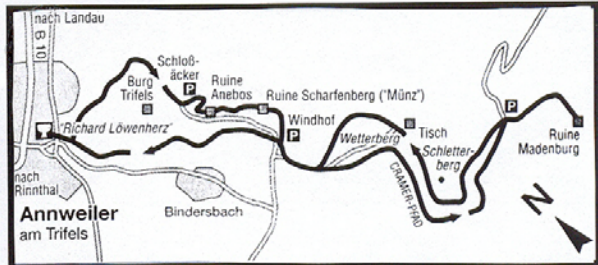 nach Landau
B 10
Schloß-
äcker
P
Burg
Trifels
Ruine
Anebos
Ruine Scharfenberg ("Münz")
Windhof
P
"Richard Löwenherz"
Wetterberg
Tisch
Schletter-
berg
P
Ruine
Madenburg
CRAMER-PFAD
nach
Rinnthal
Annweiler
am Trifels
Bindersbach
N